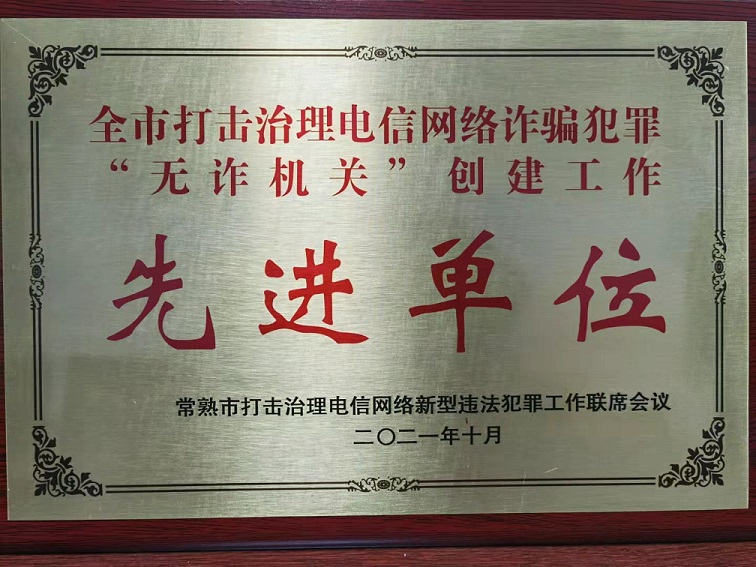 全市打击治理电信网络诈骗犯罪
“无诈机关”创建工作
先进单位
常熟市打击治理电信网络新型违法犯罪工作联席会议
二〇二一年十月